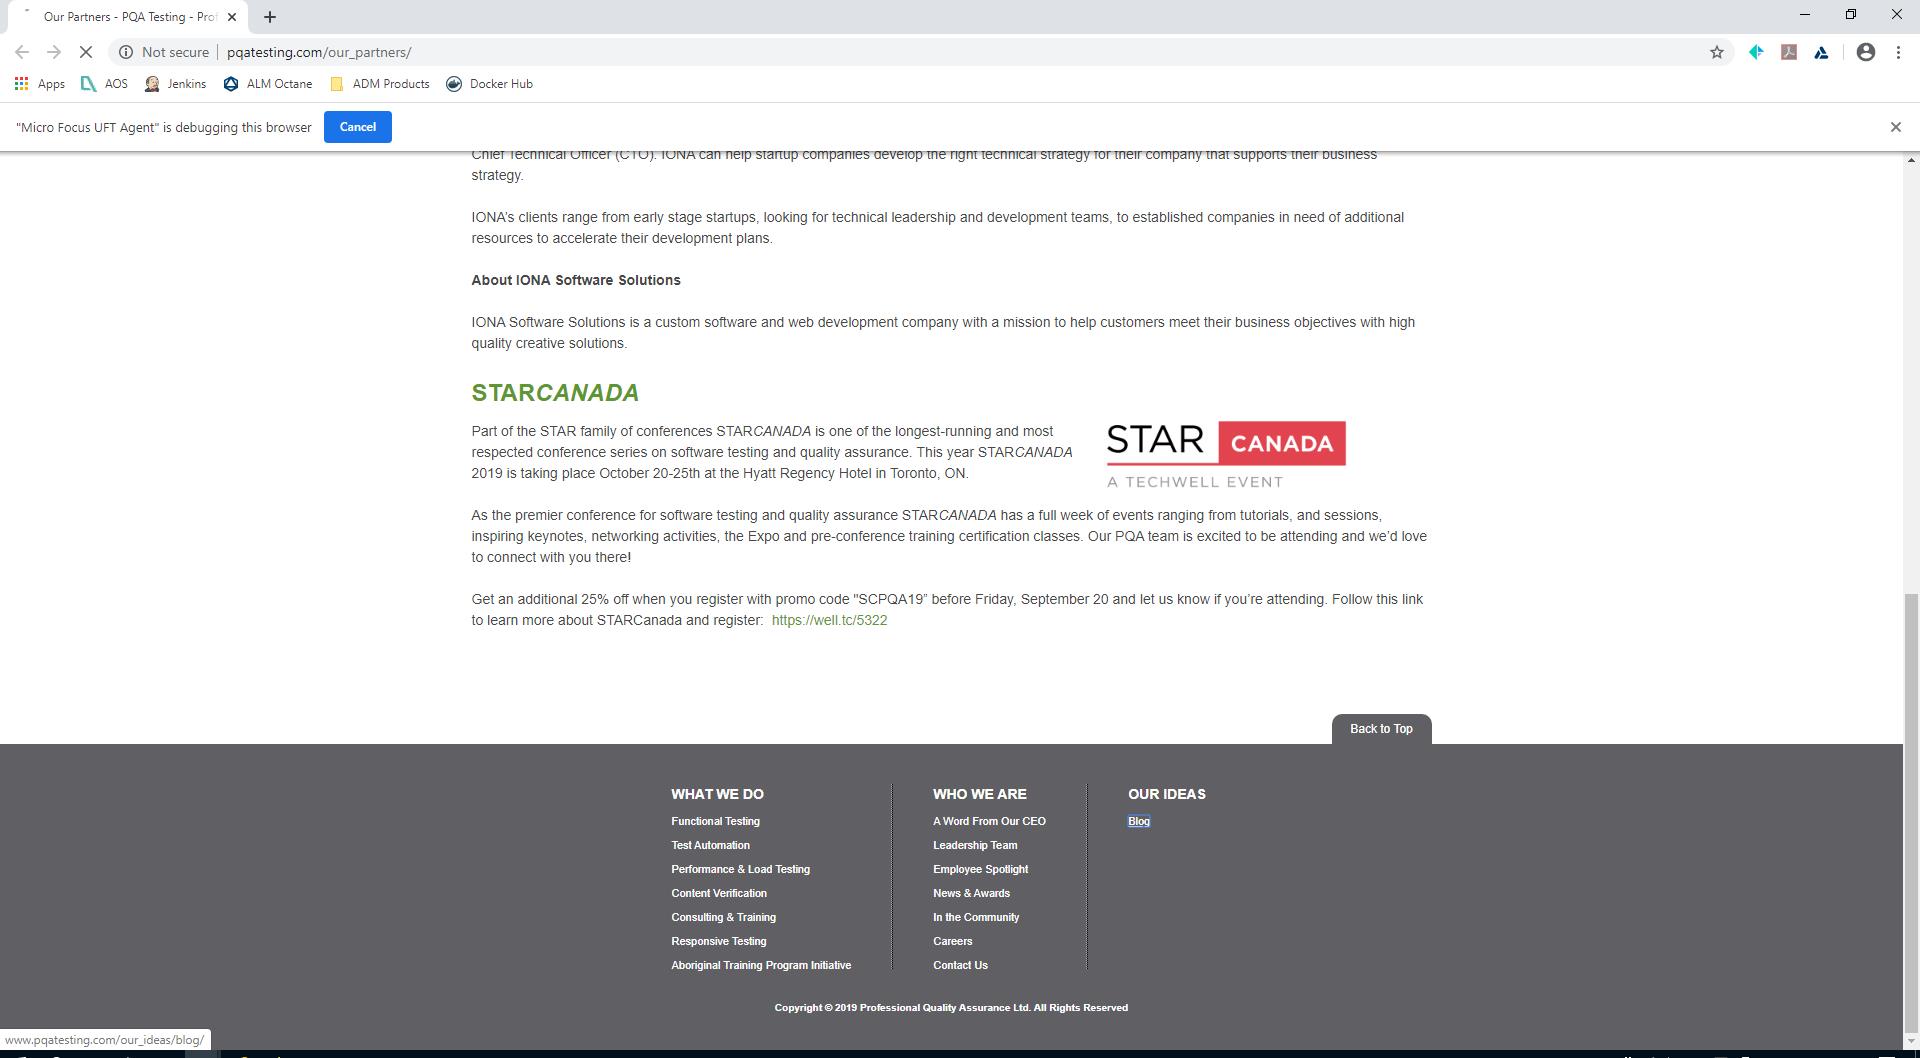 Our Partners - PQA Testing - Prof
Not secure
pqatesting.com/our_partners/
Apps
AOS
Jenkins
ALM Octane
ADM Products
Docker Hub
"Micro Focus UFT Agent" is debugging this browser
Cancel
Chief Technical Officer (CTO). IONA can help startup companies develop the right technical strategy for their company that supports their business
strategy.
IONA's clients range from early stage startups, looking for technical leadership and development teams, to established companies in need of additional
resources to accelerate their development plans.
About IONA Software Solutions
IONA Software Solutions is a custom software and web development company with a mission to help customers meet their business objectives with high
quality creative solutions.
STARCANADA
Part of the STAR family of conferences STARCANADA is one of the longest-running and most
respected conference series on software testing and quality assurance. This year STARCANADA
2019 is taking place October 20-25th at the Hyatt Regency Hotel in Toronto, ON.
STAR CANADA
A TECHWELL EVENT
As the premier conference for software testing and quality assurance STARCANADA has a full week of events ranging from tutorials, and sessions,
inspiring keynotes, networking activities, the Expo and pre-conference training certification classes. Our PQA team is excited to be attending and we'd love
to connect with you there!
Get an additional 25% off when you register with promo code "SCPQA19" before Friday, September 20 and let us know if you're attending. Follow this link
to learn more about STARCanada and register: https://well.tc/5322
Back to Top
WHAT WE DO
Functional Testing
Test Automation
Performance & Load Testing
Content Verification
Consulting & Training
Responsive Testing
Aboriginal Training Program Initiative
WHO WE ARE
A Word From Our CEO
Leadership Team
Employee Spotlight
News & Awards
In the Community
Careers
Contact Us
OUR IDEAS
Blog
Copyright © 2019 Professional Quality Assurance Ltd. All Rights Reserved
www.pqatesting.com/our_ideas/blog/